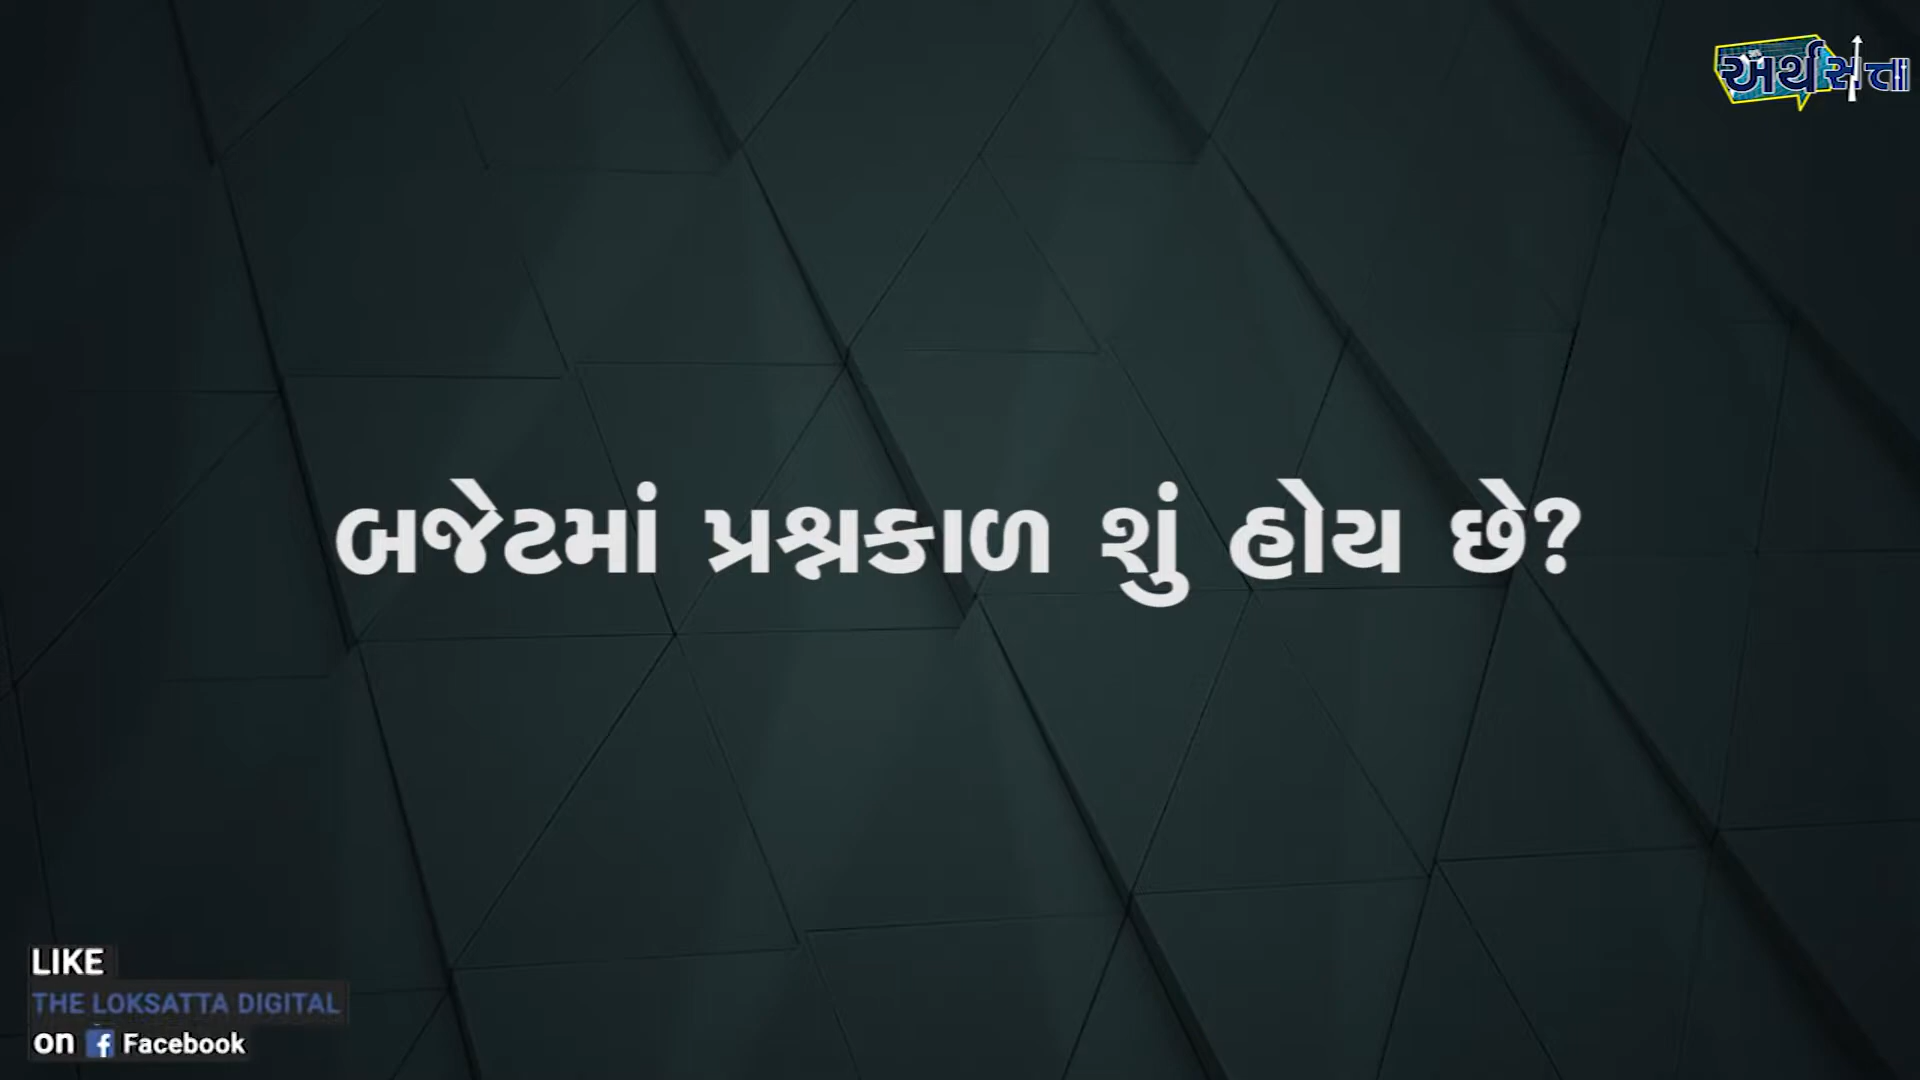 અર્થસત્તા
બજેટમાં પ્રશ્નકાળ શું હોય છે?
LIKE
THE LOKSATTA DIGITAL
on Facebook